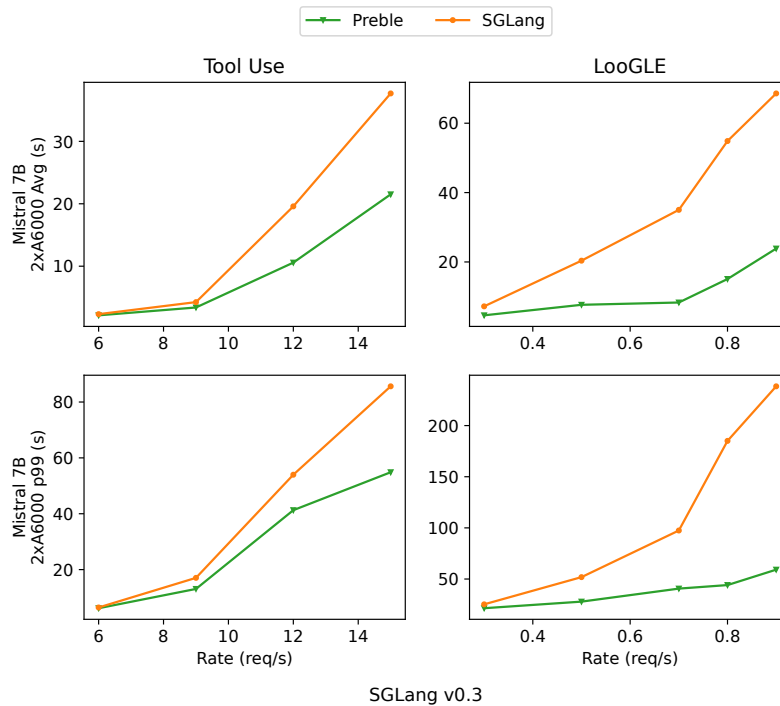 Preble SGLang
Tool Use
LooGLE
Mistral 7B
2xA6000 Avg (s)
30
20
10
6 8 10 12 14
60
40
20
0.4 0.6 0.8
Mistral 7B
2xA6000 p99 (s)
80
60
40
20
6 8 10 12 14
Rate (req/s)
200
150
100
50
0.4 0.6 0.8
Rate (req/s)
SGLang v0.3